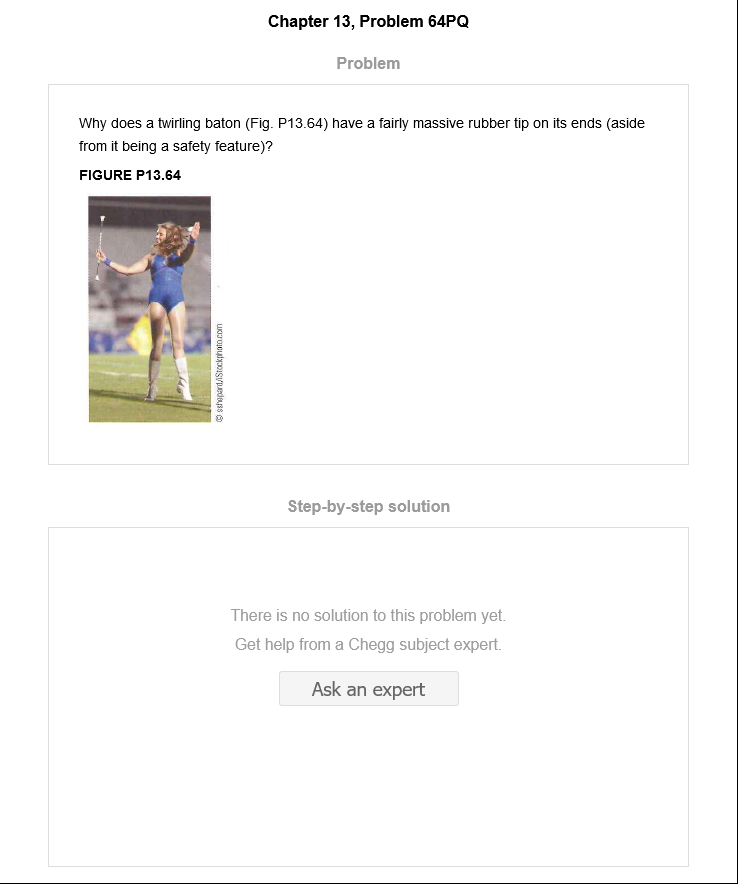 Chapter 13, Problem 64PQ
Problem
Why does a twirling baton (Fig. P13.64) have a fairly massive rubber tip on its ends (aside
from it being a safety feature)?
FIGURE P13.64
© sshepard/iStockphoto.com
Step-by-step solution
There is no solution to this problem yet.
Get help from a Chegg subject expert.
Ask an expert